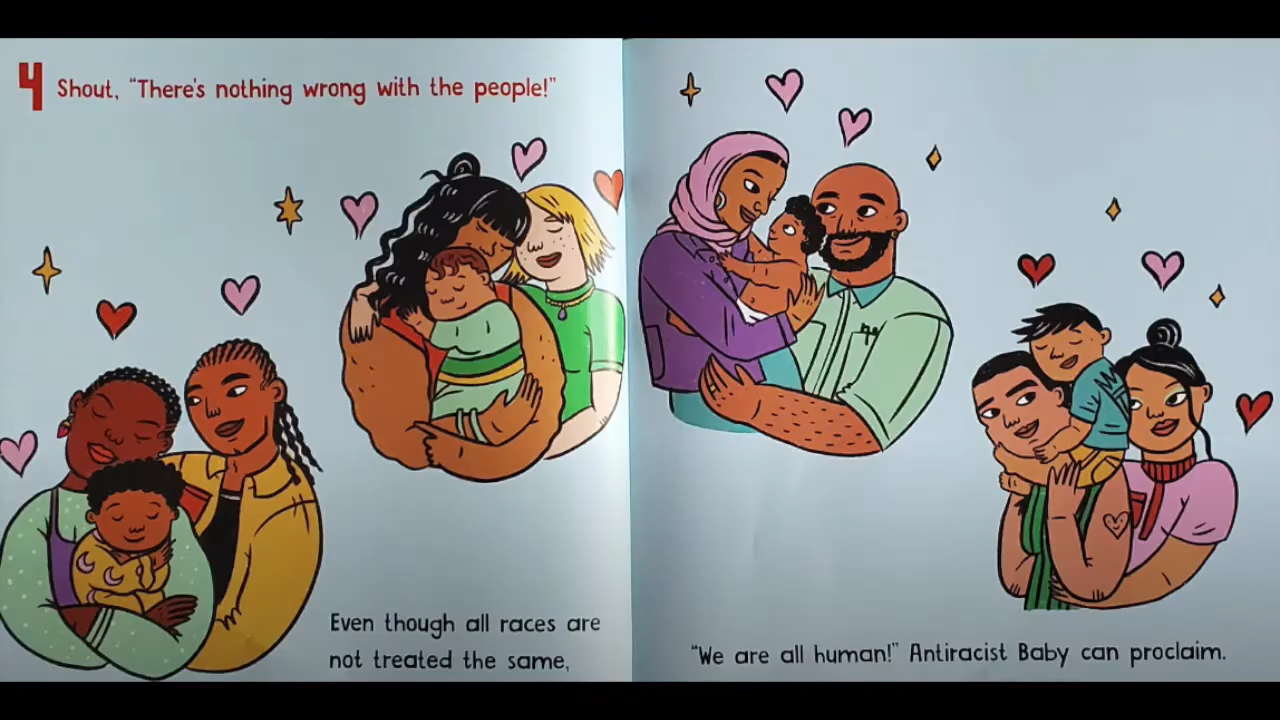 4 Shout, “There's nothing wrong with the people!”
Even though all races are
not treated the same,
“We are all human!” Antiracist Baby can proclaim.